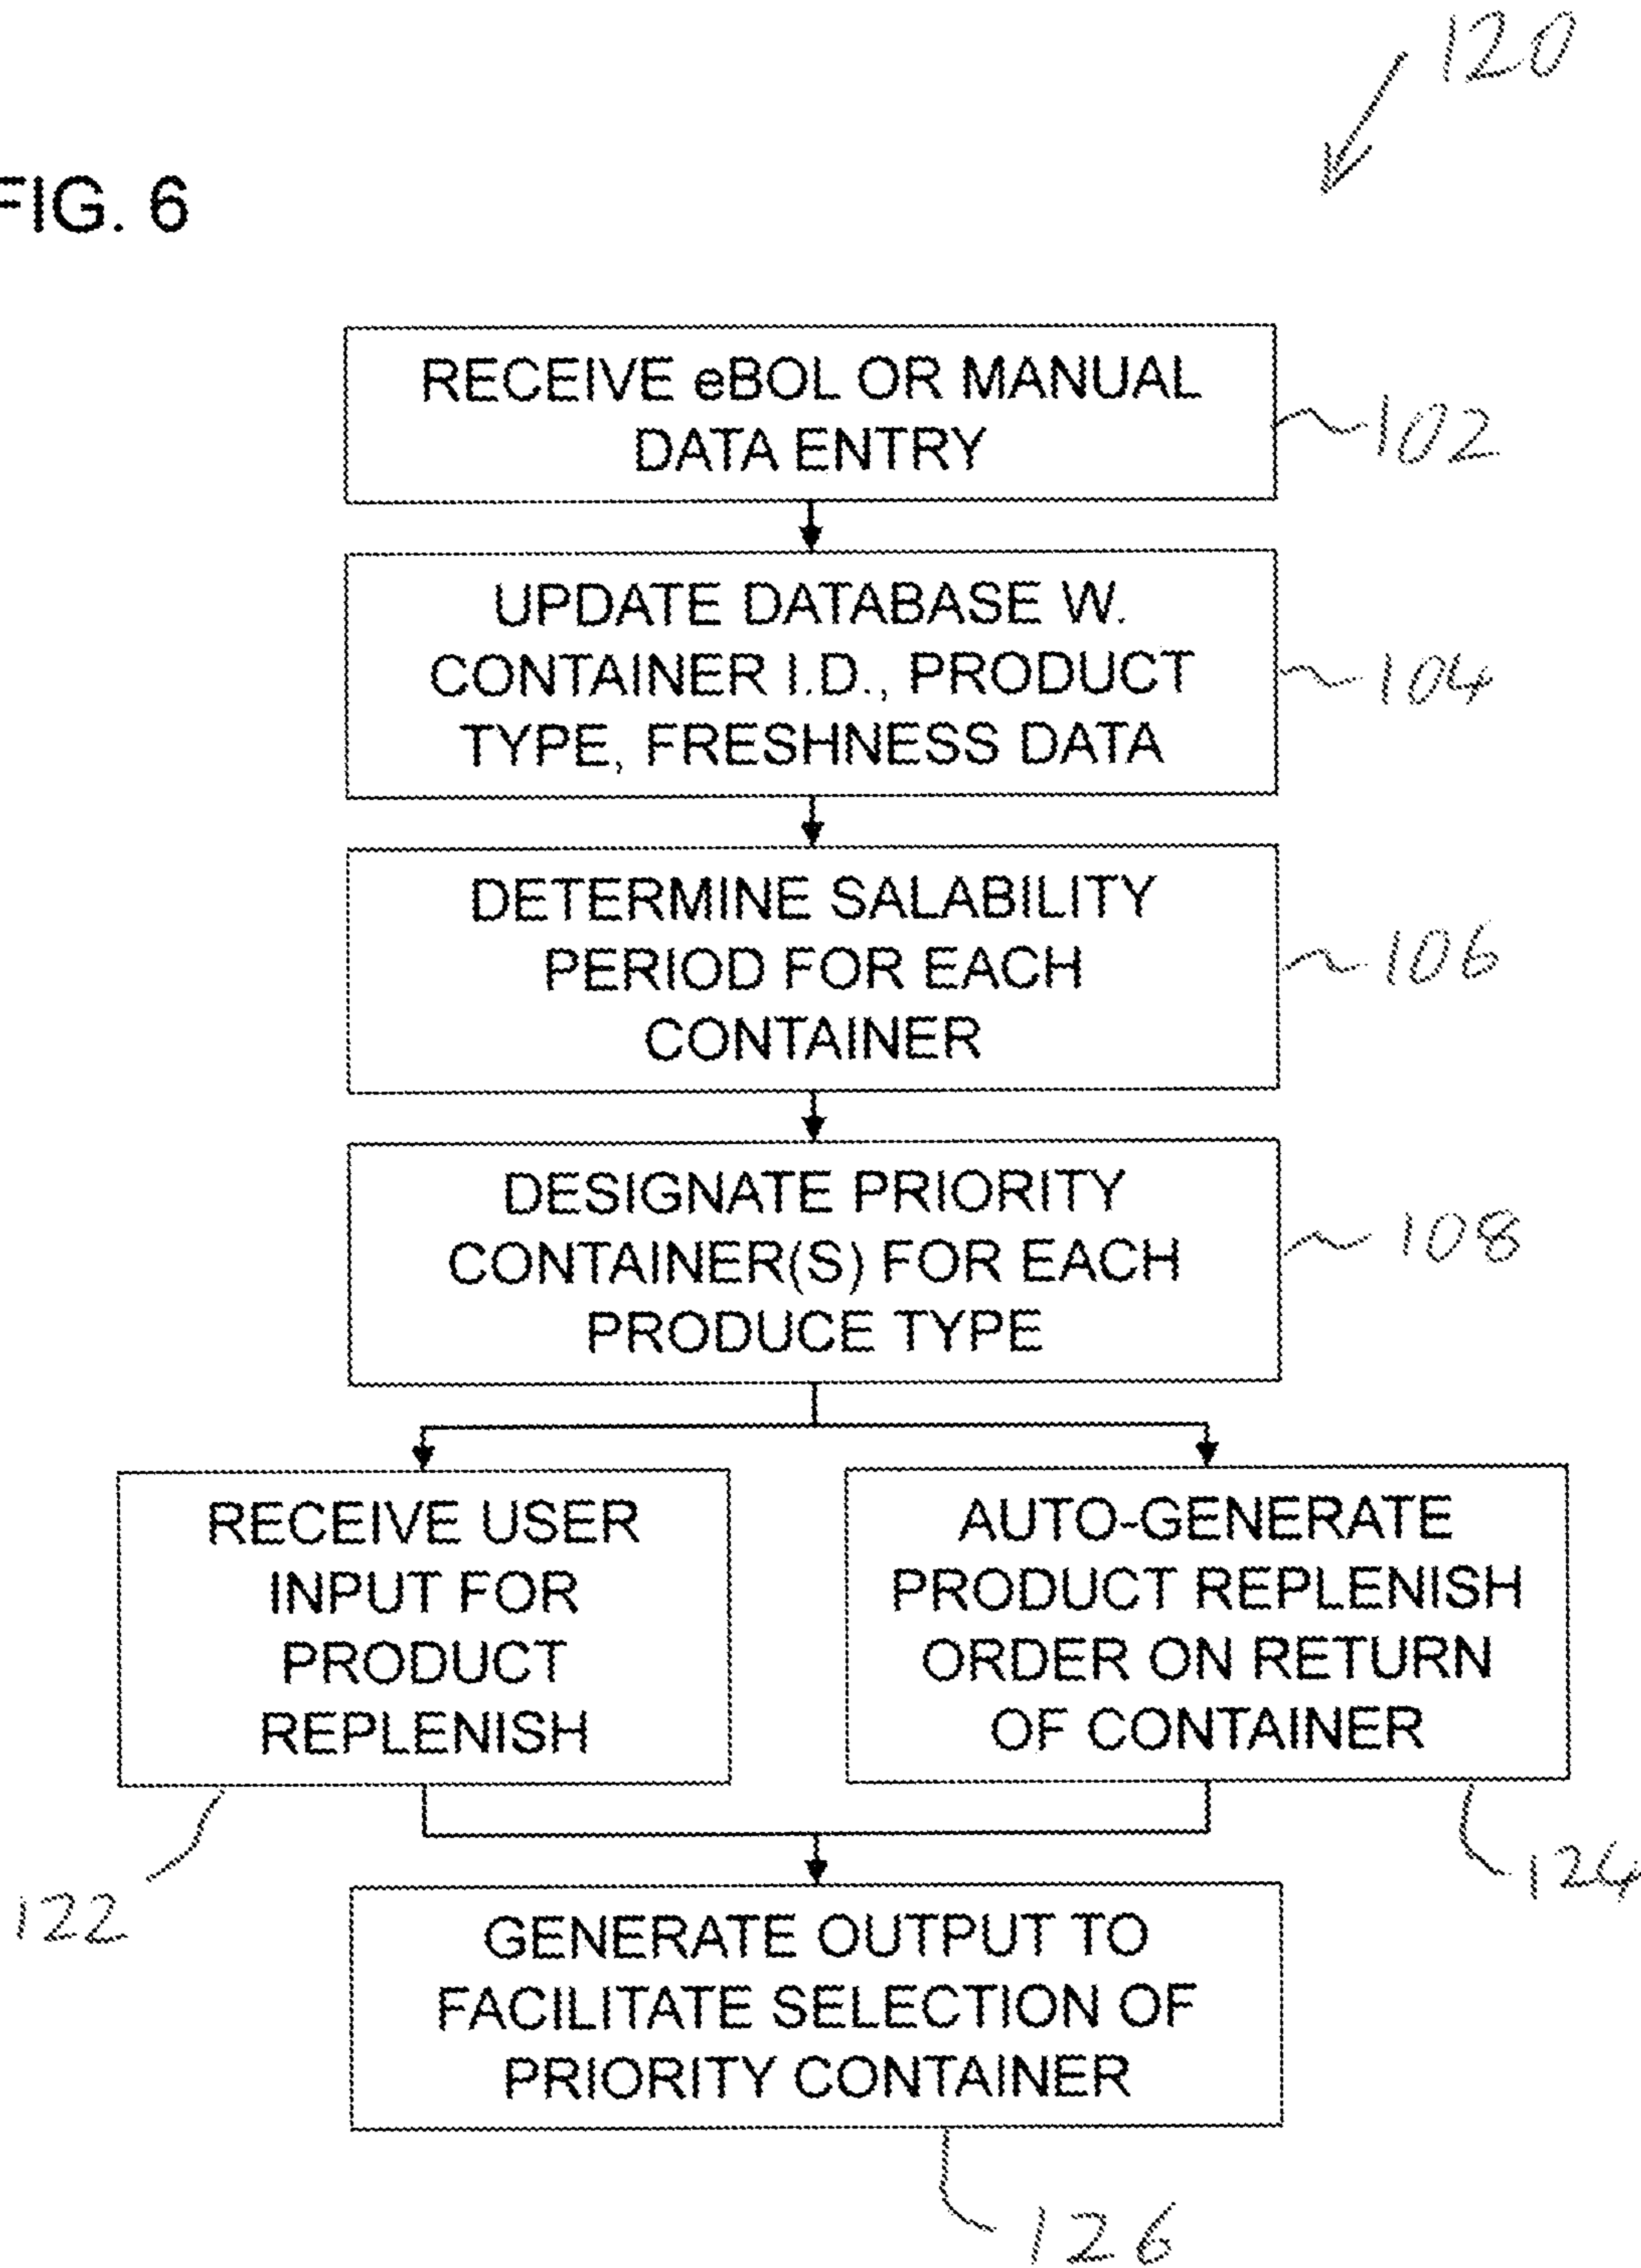 120
FIG. 6
RECEIVE eBOL OR MANUAL
DATA ENTRY
102
UPDATE DATABASE W.
CONTAINER I.D., PRODUCT
TYPE, FRESHNESS DATA
104
DETERMINE SALABILITY
PERIOD FOR EACH
CONTAINER
106
DESIGNATE PRIORITY
CONTAINER(S) FOR EACH
PRODUCE TYPE
108
RECEIVE USER
INPUT FOR
PRODUCT
REPLENISH
122
AUTO-GENERATE
PRODUCT REPLENISH
ORDER ON RETURN
OF CONTAINER
124
GENERATE OUTPUT TO
FACILITATE SELECTION OF
PRIORITY CONTAINER
126